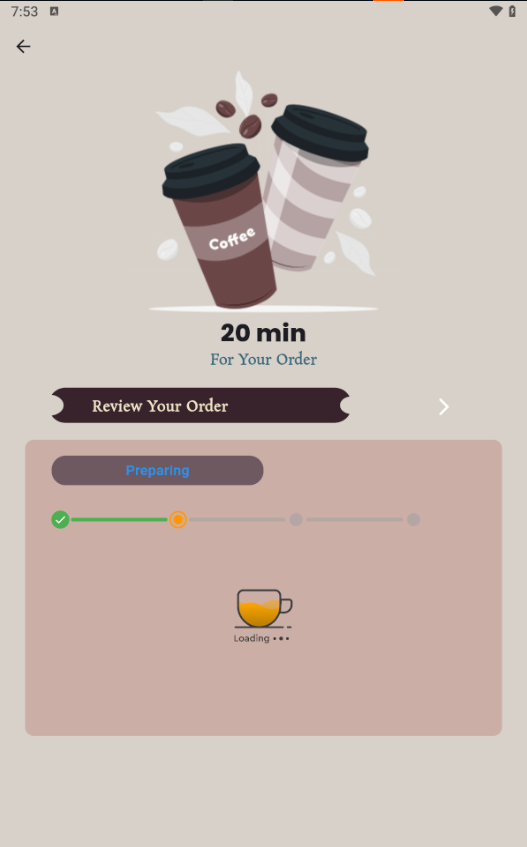 7:53
Coffee
20 min
For Your Order
Review Your Order
Preparing
Loading •••